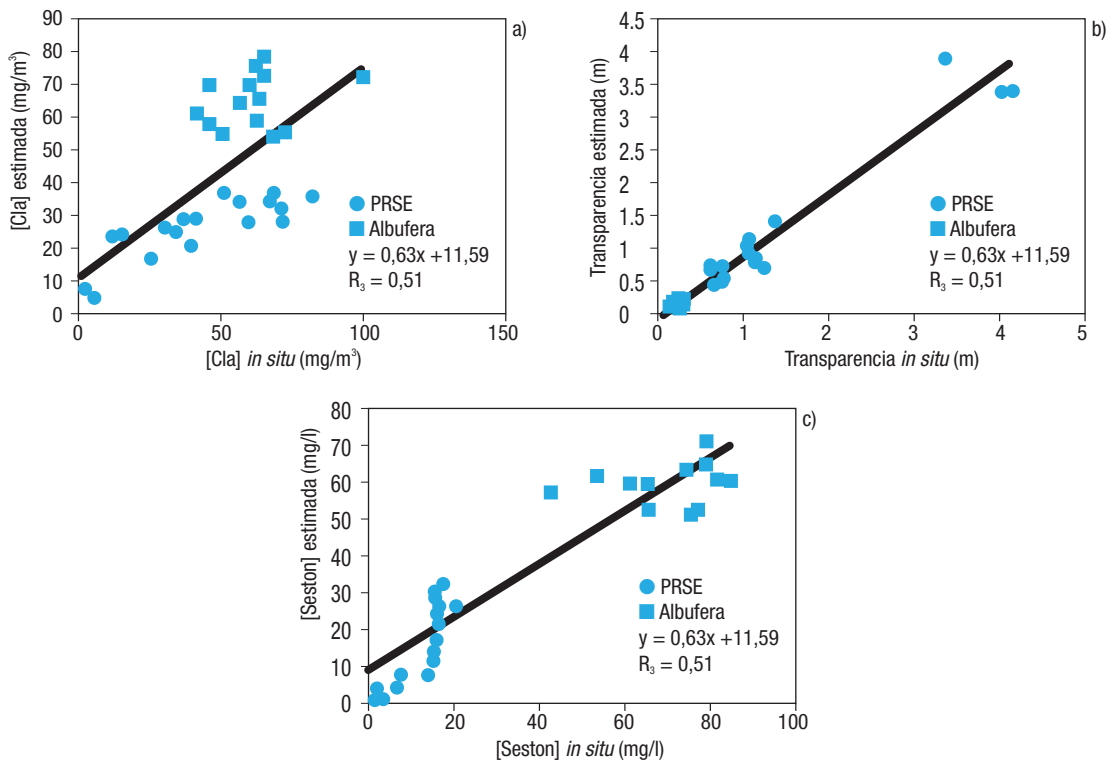 a)
[Cla] estimada (mg/m³)
90
80
70
60
50
40
30
20
10
0
PRSE
Albufera
y = 0,63x +11,59
R₃ = 0,51
0 50 100 150
[Cla] in situ (mg/m³)
b)
Transparencia estimada (m)
4.5
4
3.5
3
2.5
2
1.5
1
0.5
0
PRSE
Albufera
y = 0,63x +11,59
R₃ = 0,51
0 1 2 3 4 5
Transparencia in situ (m)
c)
[Seston] estimada (mg/l)
80
70
60
50
40
30
20
10
0
PRSE
Albufera
y = 0,63x +11,59
R₃ = 0,51
0 20 40 60 80 100
[Seston] in situ (mg/l)